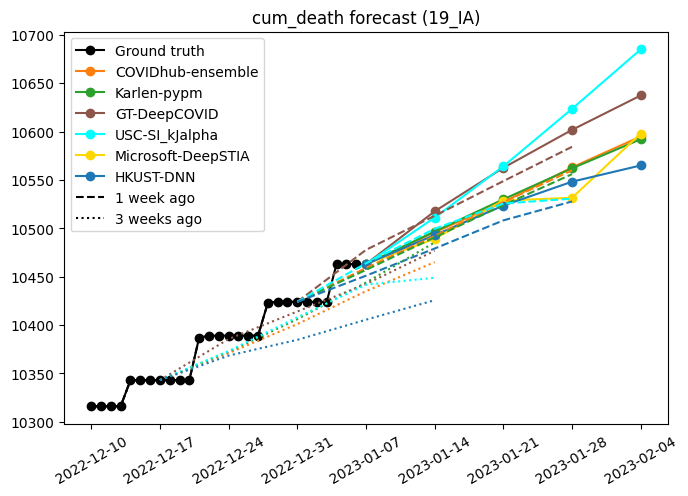 cum_death forecast (19_IA)
Ground truth
COVIDhub-ensemble
Karlen-pypm
GT-DeepCOVID
USC-SI_kJalpha
Microsoft-DeepSTIA
HKUST-DNN
1 week ago
3 weeks ago
10700
10650
10600
10550
10500
10450
10400
10350
10300
2022-12-10
2022-12-17
2022-12-24
2022-12-31
2023-01-07
2023-01-14
2023-01-21
2023-01-28
2023-02-04